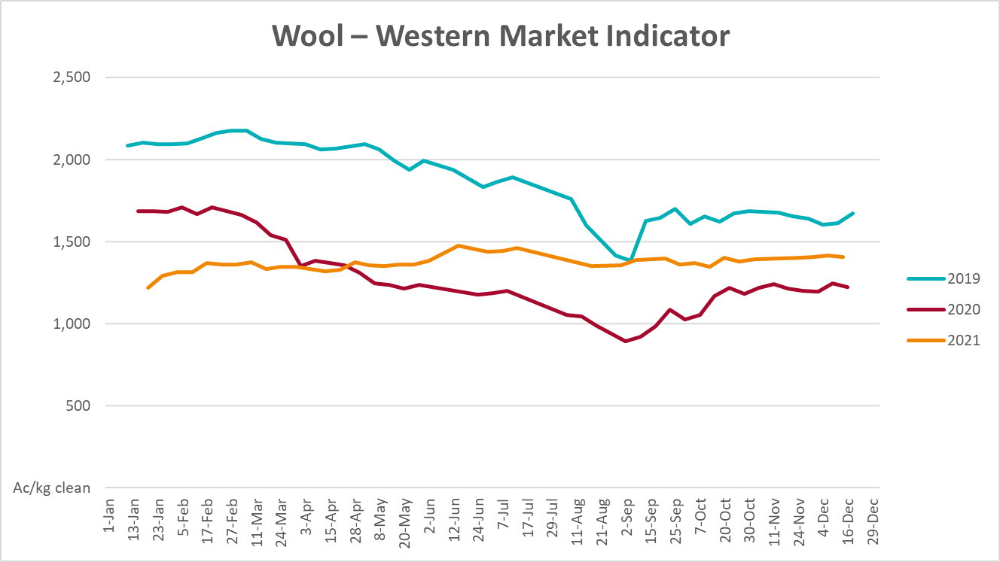 Wool – Western Market Indicator
2,500
2,000
1,500
1,000
500
Ac/kg clean
1-Jan
13-Jan
23-Jan
5-Feb
17-Feb
27-Feb
11-Mar
24-Mar
3-Apr
15-Apr
28-Apr
8-May
20-May
2-Jun
12-Jun
24-Jun
7-Jul
29-Jul
11-Aug
21-Aug
2-Sep
15-Sep
25-Sep
7-Oct
20-Oct
30-Oct
11-Nov
24-Nov
4-Dec
16-Dec
29-Dec
2019
2020
2021